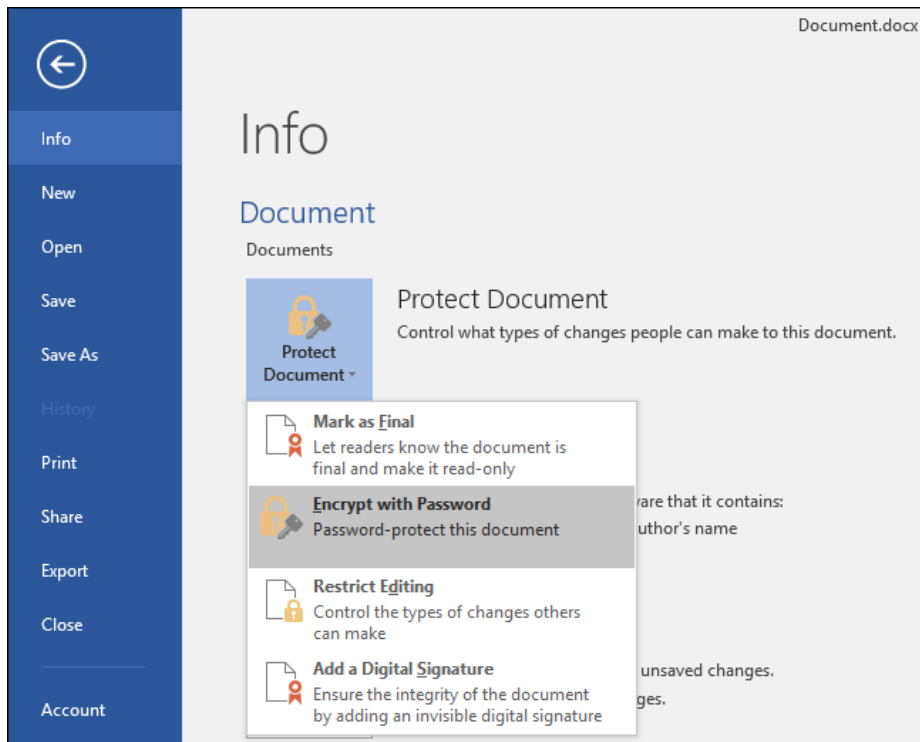 Document.docx
Info
New
Open
Save
Save As
History
Print
Share
Export
Close
Account
Info
Document
Documents
Protect
Document
Protect Document
Control what types of changes people can make to this document.
Mark as Final
Let readers know the document is
final and make it read-only
Encrypt with Password
Password-protect this document
Restrict Editing
Control the types of changes others
can make
Add a Digital Signature
Ensure the integrity of the document
by adding an invisible digital signature
that it contains:
name
unsaved changes.